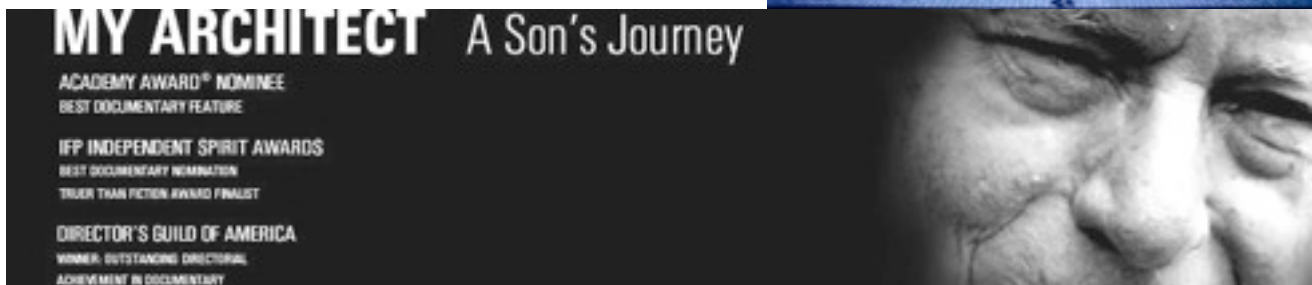 MY ARCHITECT A Son's Journey
ACADEMY AWARD® NOMINEE
BEST DOCUMENTARY FEATURE
IFP INDEPENDENT SPIRIT AWARDS
BEST DOCUMENTARY NOMINATION
TRUER THAN FICTION AWARD FINALIST
DIRECTOR'S GUILD OF AMERICA
WINNER: OUTSTANDING DIRECTORIAL
ACHIEVEMENT IN DOCUMENTARY